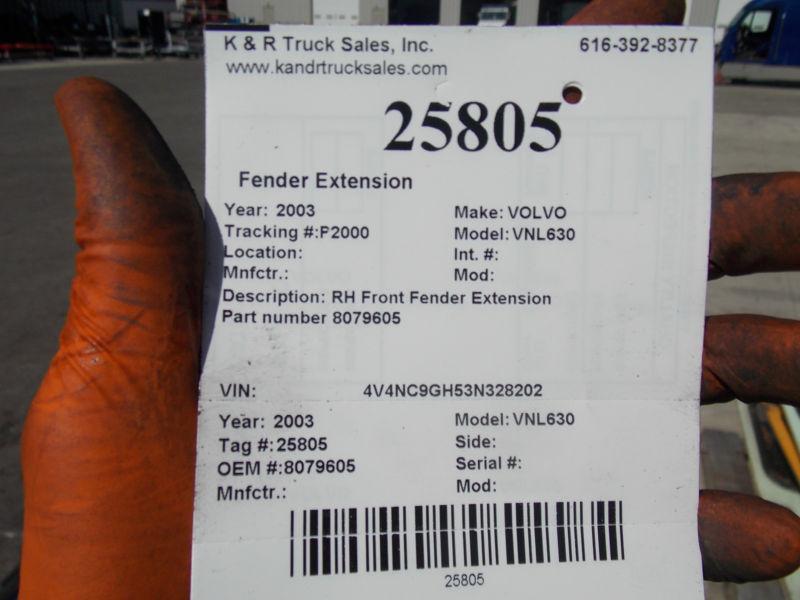 K & R Truck Sales, Inc. 616-392-8377
www.kandrtrucksales.com
25805
Fender Extension
Year: 2003 Make: VOLVO
Tracking #:P2000 Model: VNL630
Location: Int. #:
Mnfctr.: Mod:
Description: RH Front Fender Extension
Part number 8079605
VIN: 4V4NC9GH53N328202
Year: 2003 Model: VNL630
Tag #:25805 Side:
OEM #:8079605 Serial #:
Mnfctr.: Mod:
25805